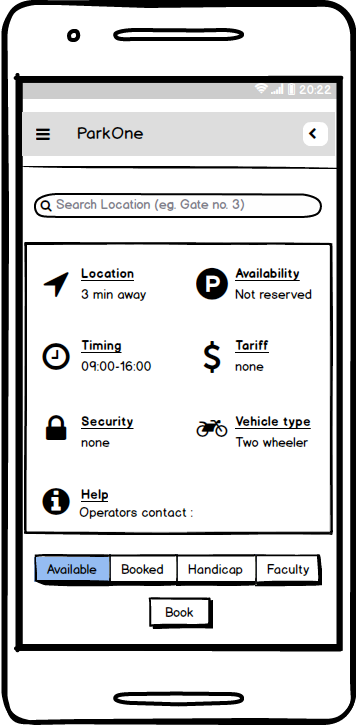 20:22
ParkOne
Search Location (eg. Gate no. 3)
Location
3 min away
P
Availability
Not reserved
Timing
09:00-16:00
$
Tariff
none
Security
none
Vehicle type
Two wheeler
i
Help
Operators contact :
Available Booked Handicap Faculty
Book